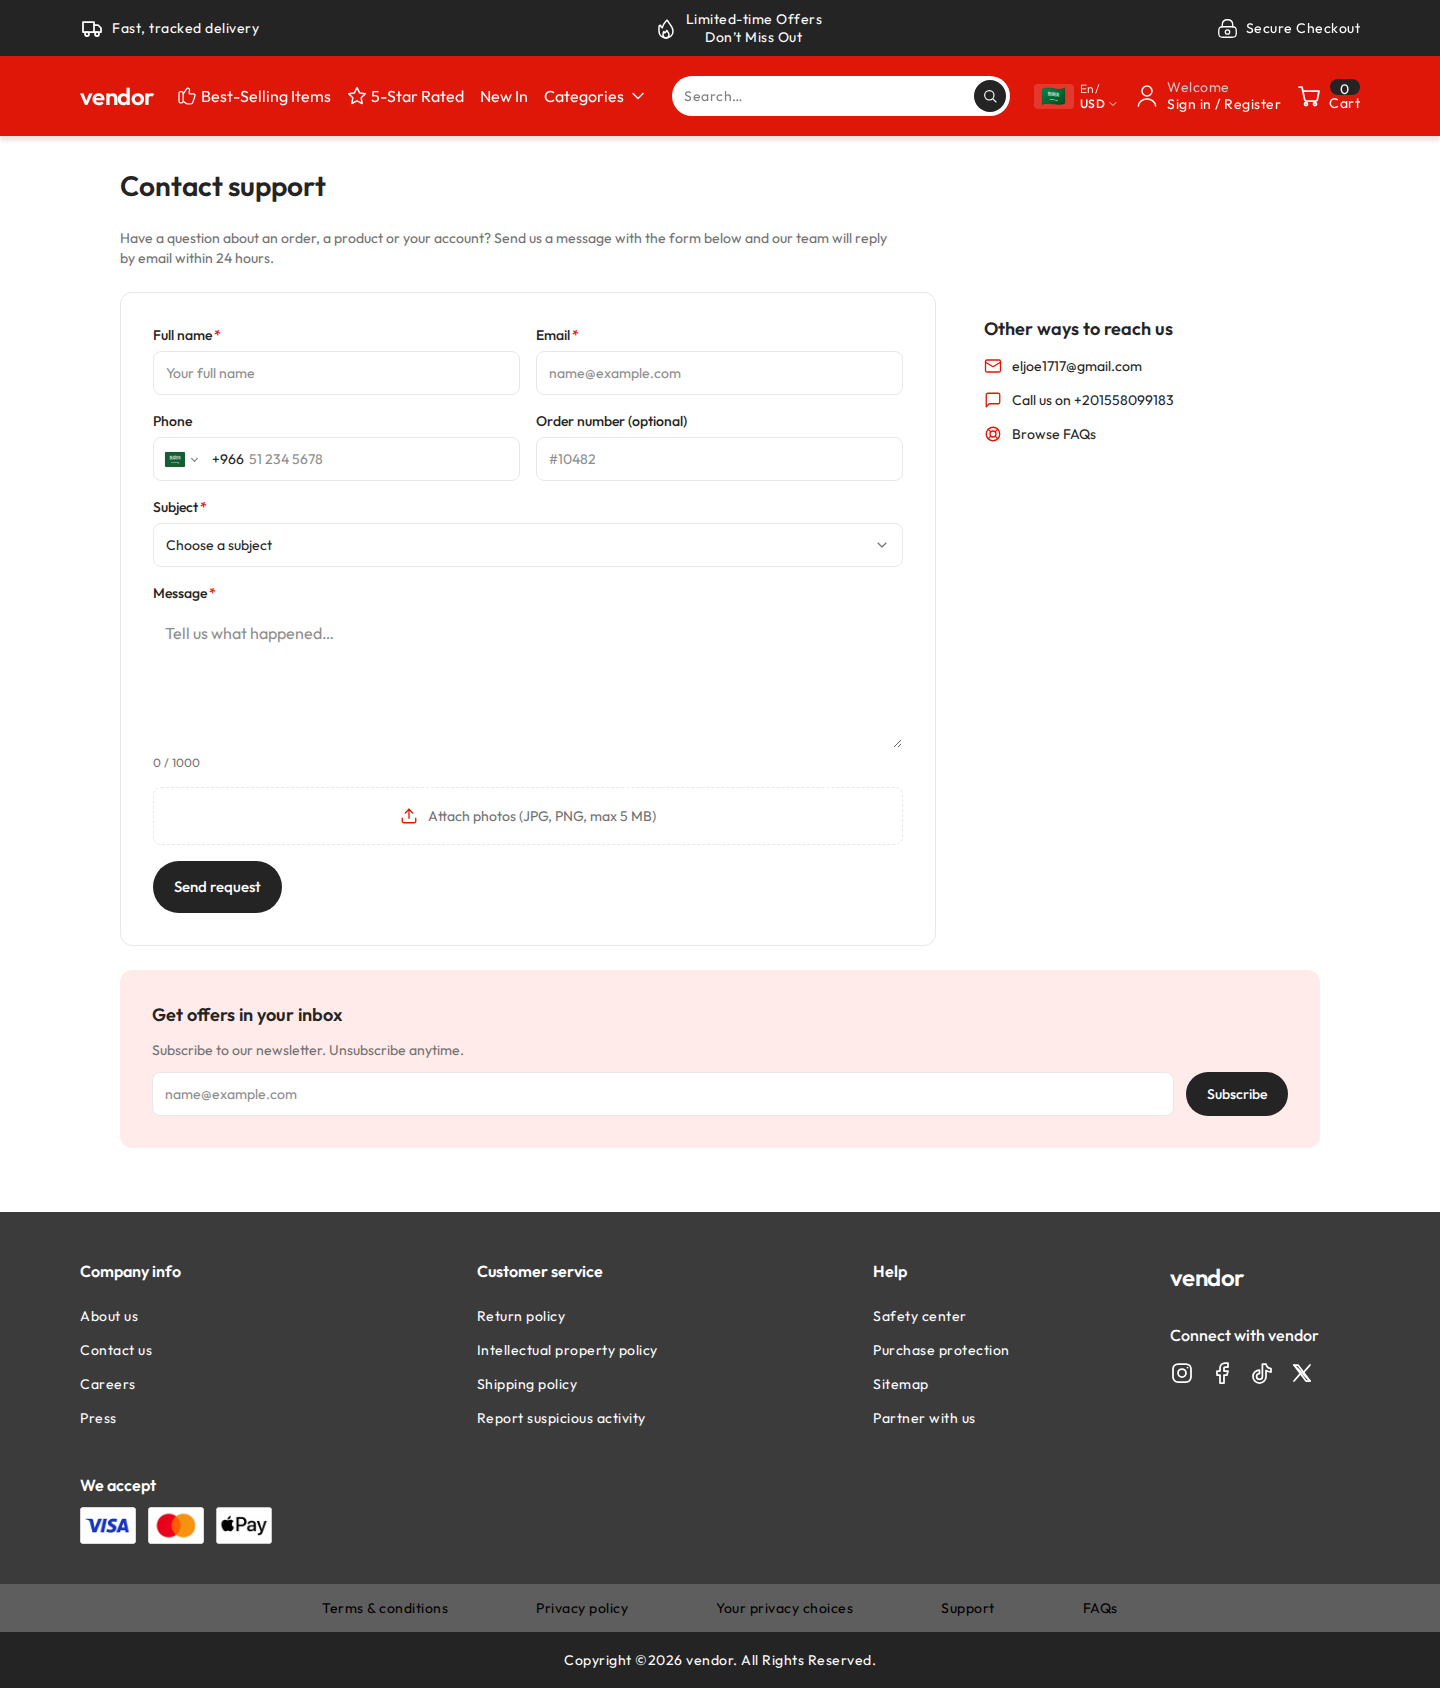 Fast, tracked delivery
Limited-time Offers
Don't Miss Out
Secure Checkout
vendor
Best-Selling Items
5-Star Rated
New In
Categories
Search...
En/
USD
Welcome
Sign in / Register
0
Cart
Contact support
Have a question about an order, a product or your account? Send us a message with the form below and our team will reply
by email within 24 hours.
Full name*
Email*
Your full name
name@example.com
Phone
Order number (optional)
+966 51 234 5678
#10482
Subject*
Choose a subject
Message*
Tell us what happened...
0 / 1000
Attach photos (JPG, PNG, max 5 MB)
Send request
Other ways to reach us
eljoe1717@gmail.com
Call us on +201558099183
Browse FAQs
Get offers in your inbox
Subscribe to our newsletter. Unsubscribe anytime.
name@example.com
Subscribe
Company info
About us
Contact us
Careers
Press
Customer service
Return policy
Intellectual property policy
Shipping policy
Report suspicious activity
Help
Safety center
Purchase protection
Sitemap
Partner with us
vendor
Connect with vendor
We accept
VISA
Pay
Terms & conditions
Privacy policy
Your privacy choices
Support
FAQs
Copyright ©2026 vendor. All Rights Reserved.